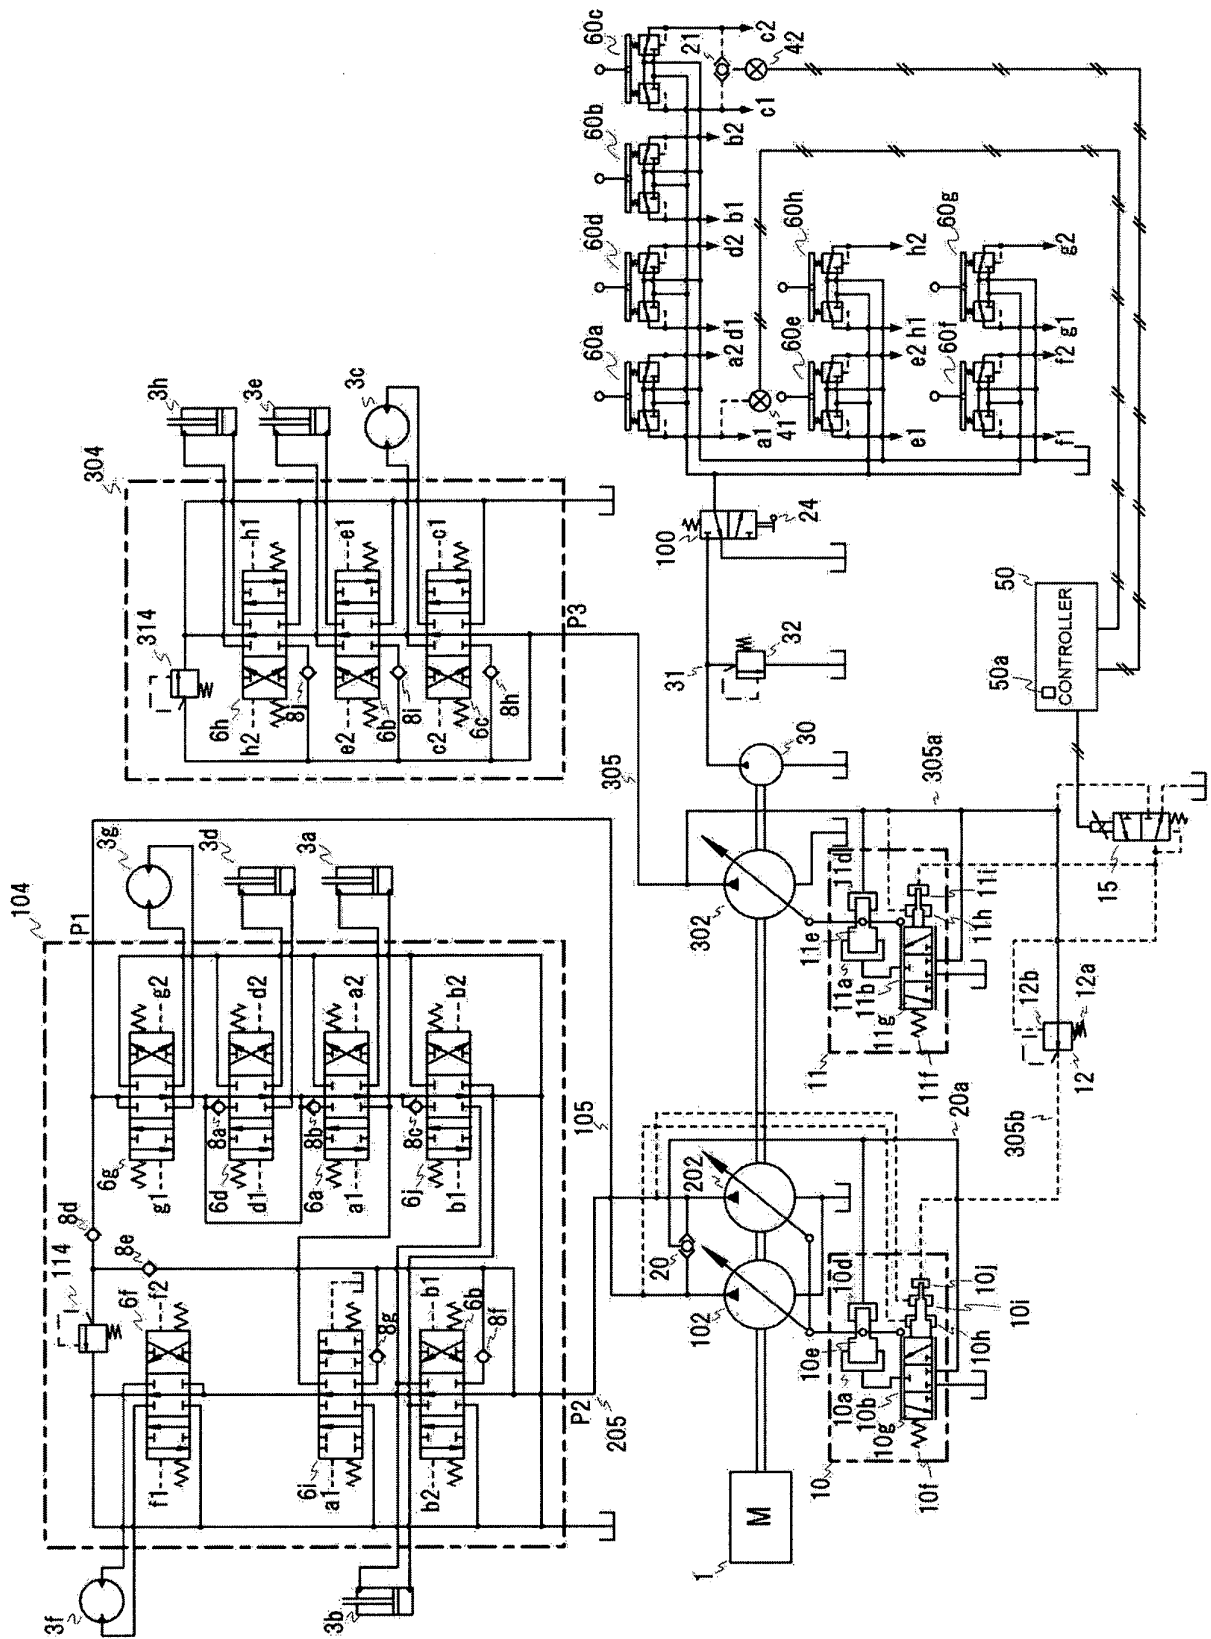 3f
104
P1
3g
304
3h
6f
f1
f2
114
8d
8e
6g
g1
g2
3d
314
6h
h2
h1
8j
3e
6d
d1
d2
8a
3a
3b
6i
a1
8g
6a
a1
a2
8b
e2
e1
6b
8i
3c
b2
b1
6b
8f
6j
b1
b2
8c
c2
c1
6c
8h
P2
205
105
305
P3
60a
60d
60b
60c
a1
a2
d1
d2
b1
b2
c1
c2
21
42
41
31
32
100
24
1
M
102
20
202
302
30
60e
60h
e1
e2
h1
h2
10
10a
10b
10d
10e
10f
10g
10h
10i
10j
11
11a
11b
11d
11e
11f
11g
11h
11i
20a
305a
60f
60g
f1
f2
g1
g2
305b
12
12a
12b
15
50
50a
CONTROLLER